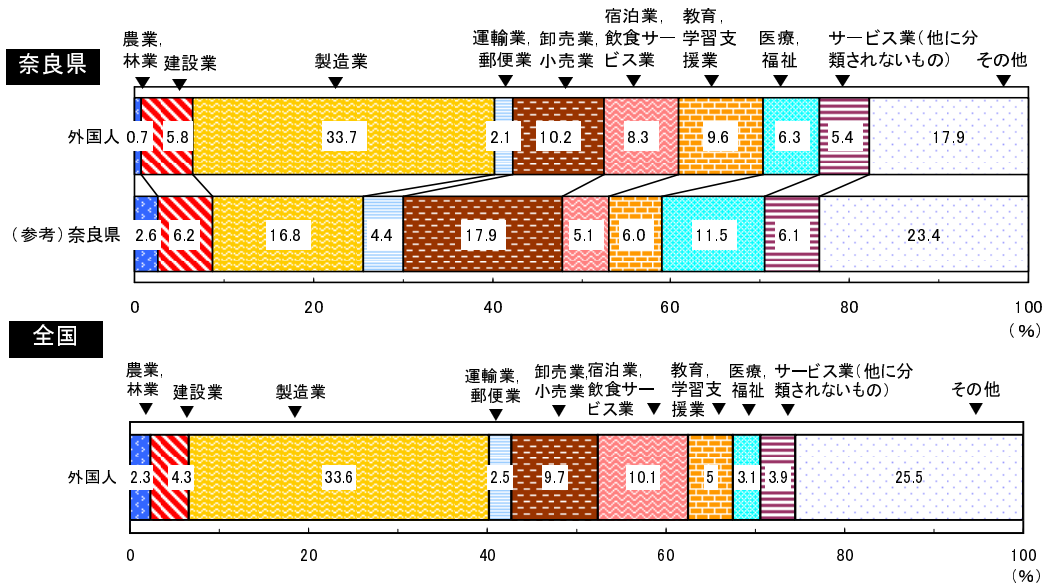 奈良県
農業,
林業
建設業
製造業
運輸業,
郵便業
卸売業,
小売業
宿泊業,
飲食サー
ビス業
教育,
学習支
援業
医療,
福祉
サービス業(他に分
類されないもの)
その他
外国人
0.7 5.8 33.7 2.1 10.2 8.3 9.6 6.3 5.4 17.9
(参考)奈良県
2.6 6.2 16.8 4.4 17.9 5.1 6.0 11.5 6.1 23.4
0 20 40 60 80 100
(%)
全国
農業,
林業
建設業
製造業
運輸業,
郵便業
卸売業,
小売業
宿泊業,
飲食サー
ビス業
教育,
学習支
援業
医療,
福祉
サービス業(他に分
類されないもの)
その他
外国人
2.3 4.3 33.6 2.5 9.7 10.1 5 3.1 3.9 25.5
0 20 40 60 80 100
(%)